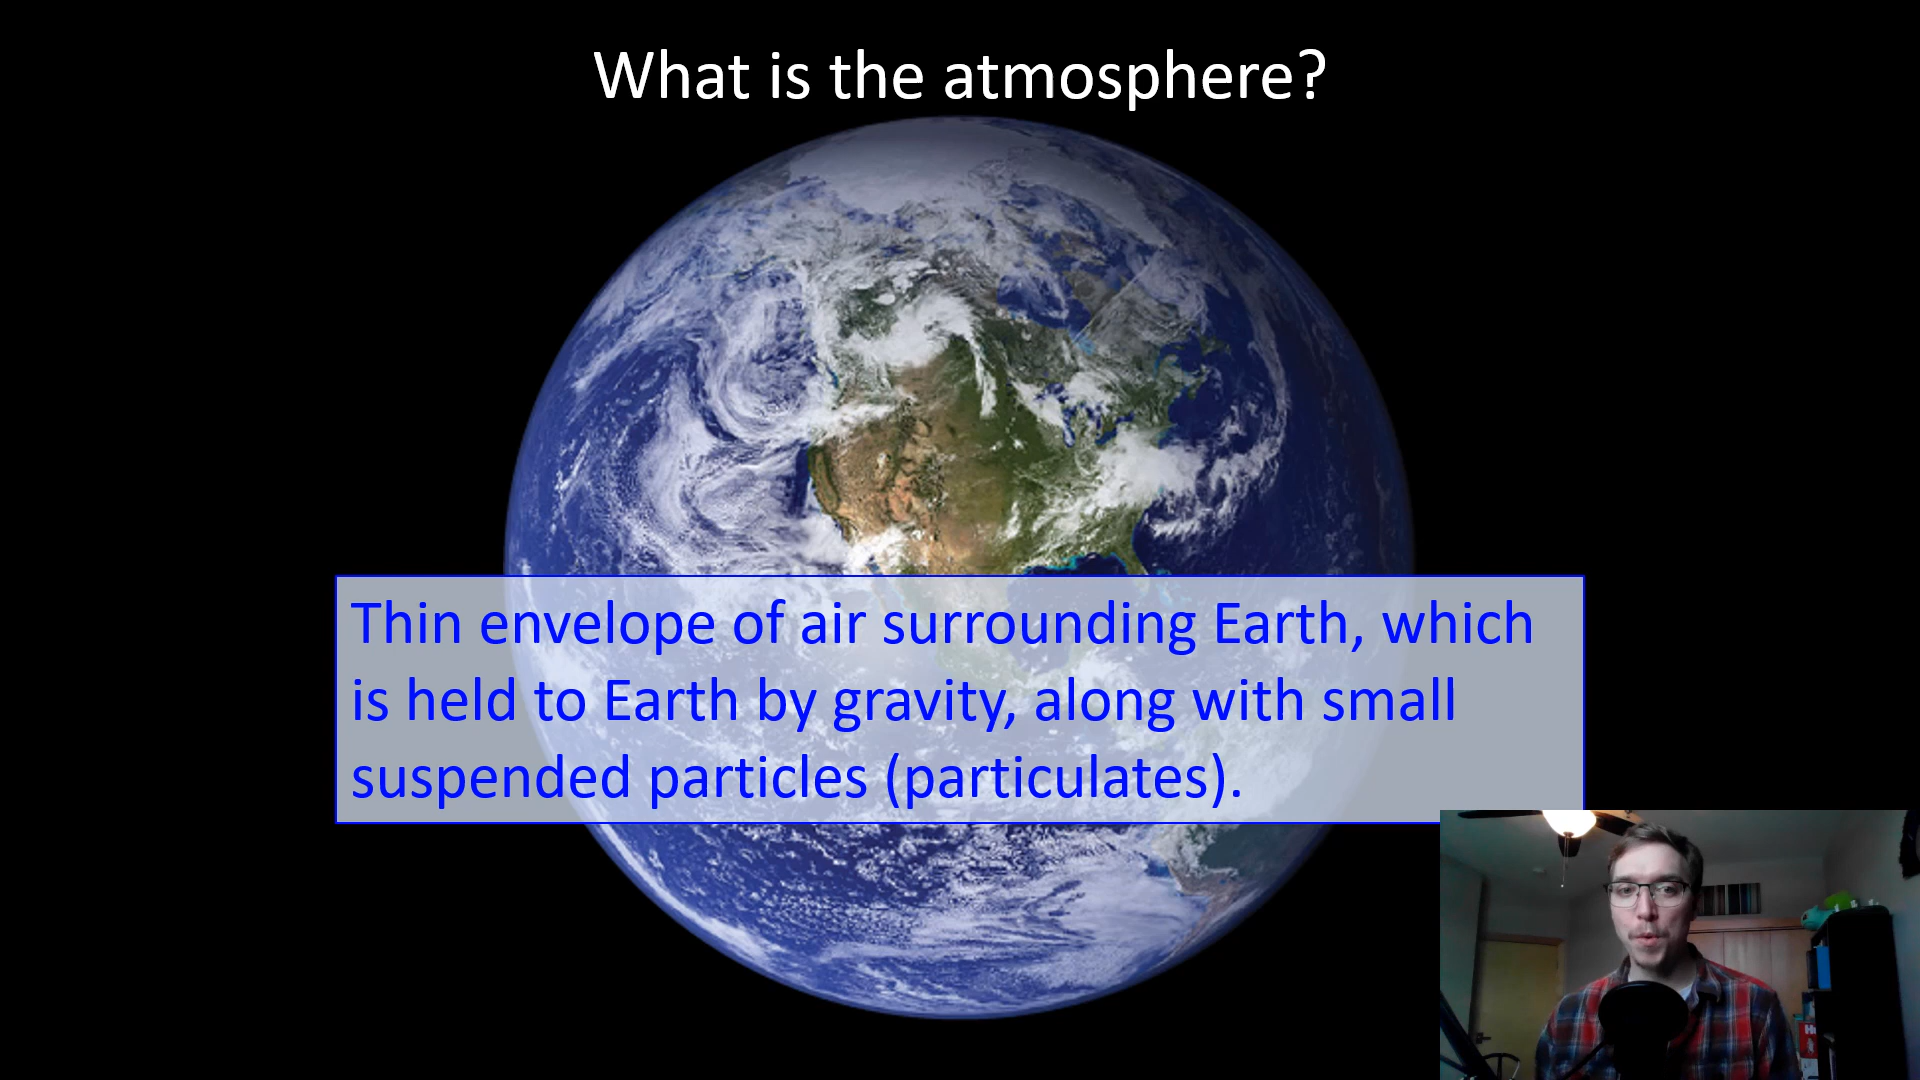 What is the atmosphere?
Thin envelope of air surrounding Earth, which
is held to Earth by gravity, along with small
suspended particles (particulates).